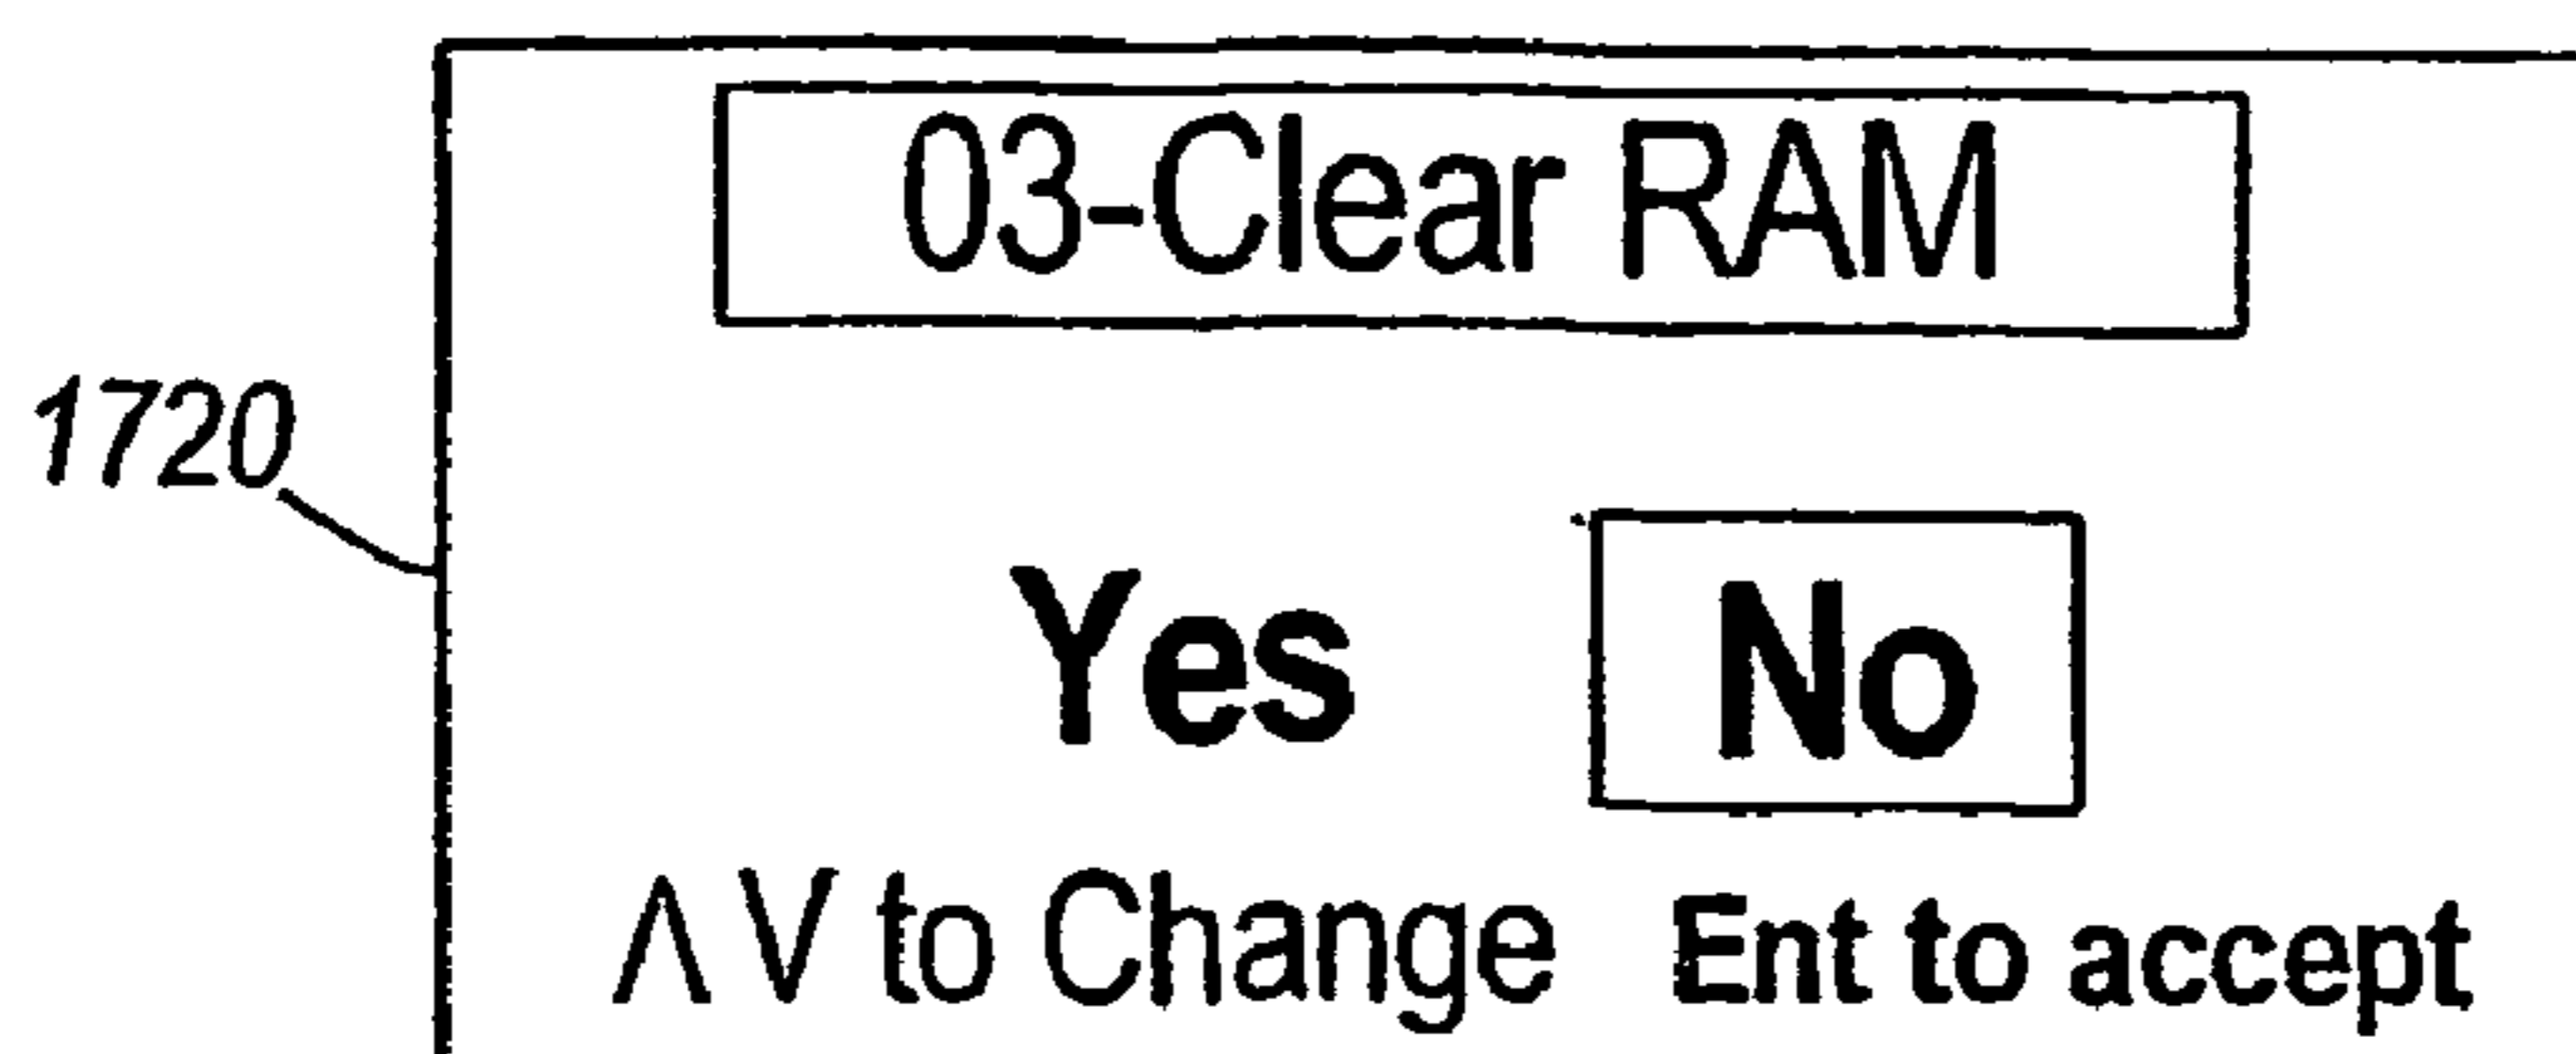 03-Clear RAM
1720
Yes No
Λ V to Change Ent to accept